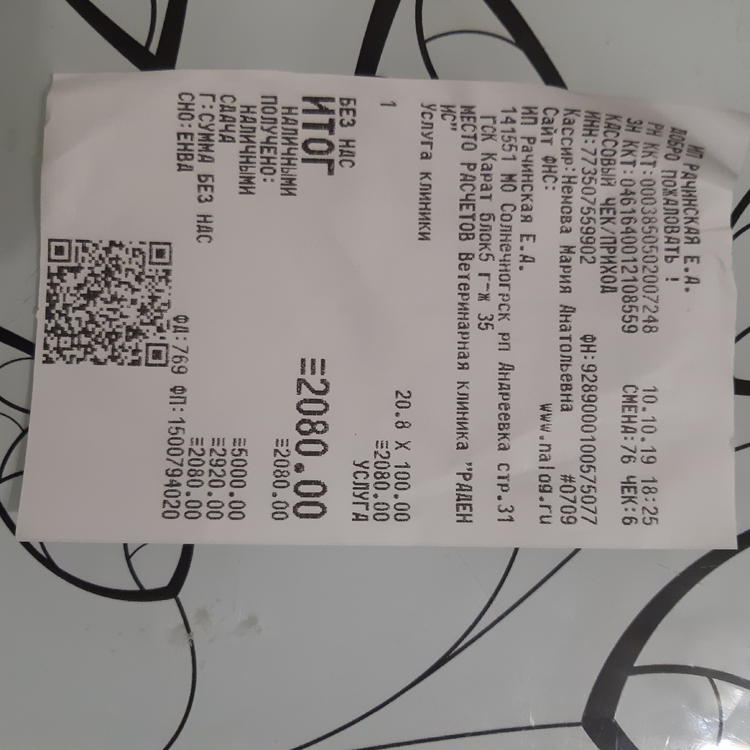 ИП РАЧИНСКАЯ Е.А.
ДОБРО ПОЖАЛОВАТЬ !
РН ККТ:0003850502007248 10.10.19 18:25
ЗН ККТ:0461640012108559 СМЕНА:76 ЧЕК:6
КАССОВЫЙ ЧЕК/ПРИХОД
ИНН:773507559902 ФН:9289000100575077
Кассир:Немова Мария Анатольевна #0709
Сайт ФНС: www.nalog.ru
ИП Рачинская Е.А.
141551 МО Солнечногрск рп Андреевка стр.31
ГСК Карат блок5 г-ж 35
МЕСТО РАСЧЕТОВ Ветеринарная клиника "РАДЕН
ИС"
Услуга клиники
20.8 X 100.00
1 ≡2080.00
УСЛУГА
БЕЗ НДС
ИТОГ ≡2080.00
НАЛИЧНЫМИ ≡2080.00
ПОЛУЧЕНО:
НАЛИЧНЫМИ ≡5000.00
СДАЧА ≡2920.00
Г:СУММА БЕЗ НДС ≡2080.00
СНО:ЕНВД ФД:769 ФП:1500794020